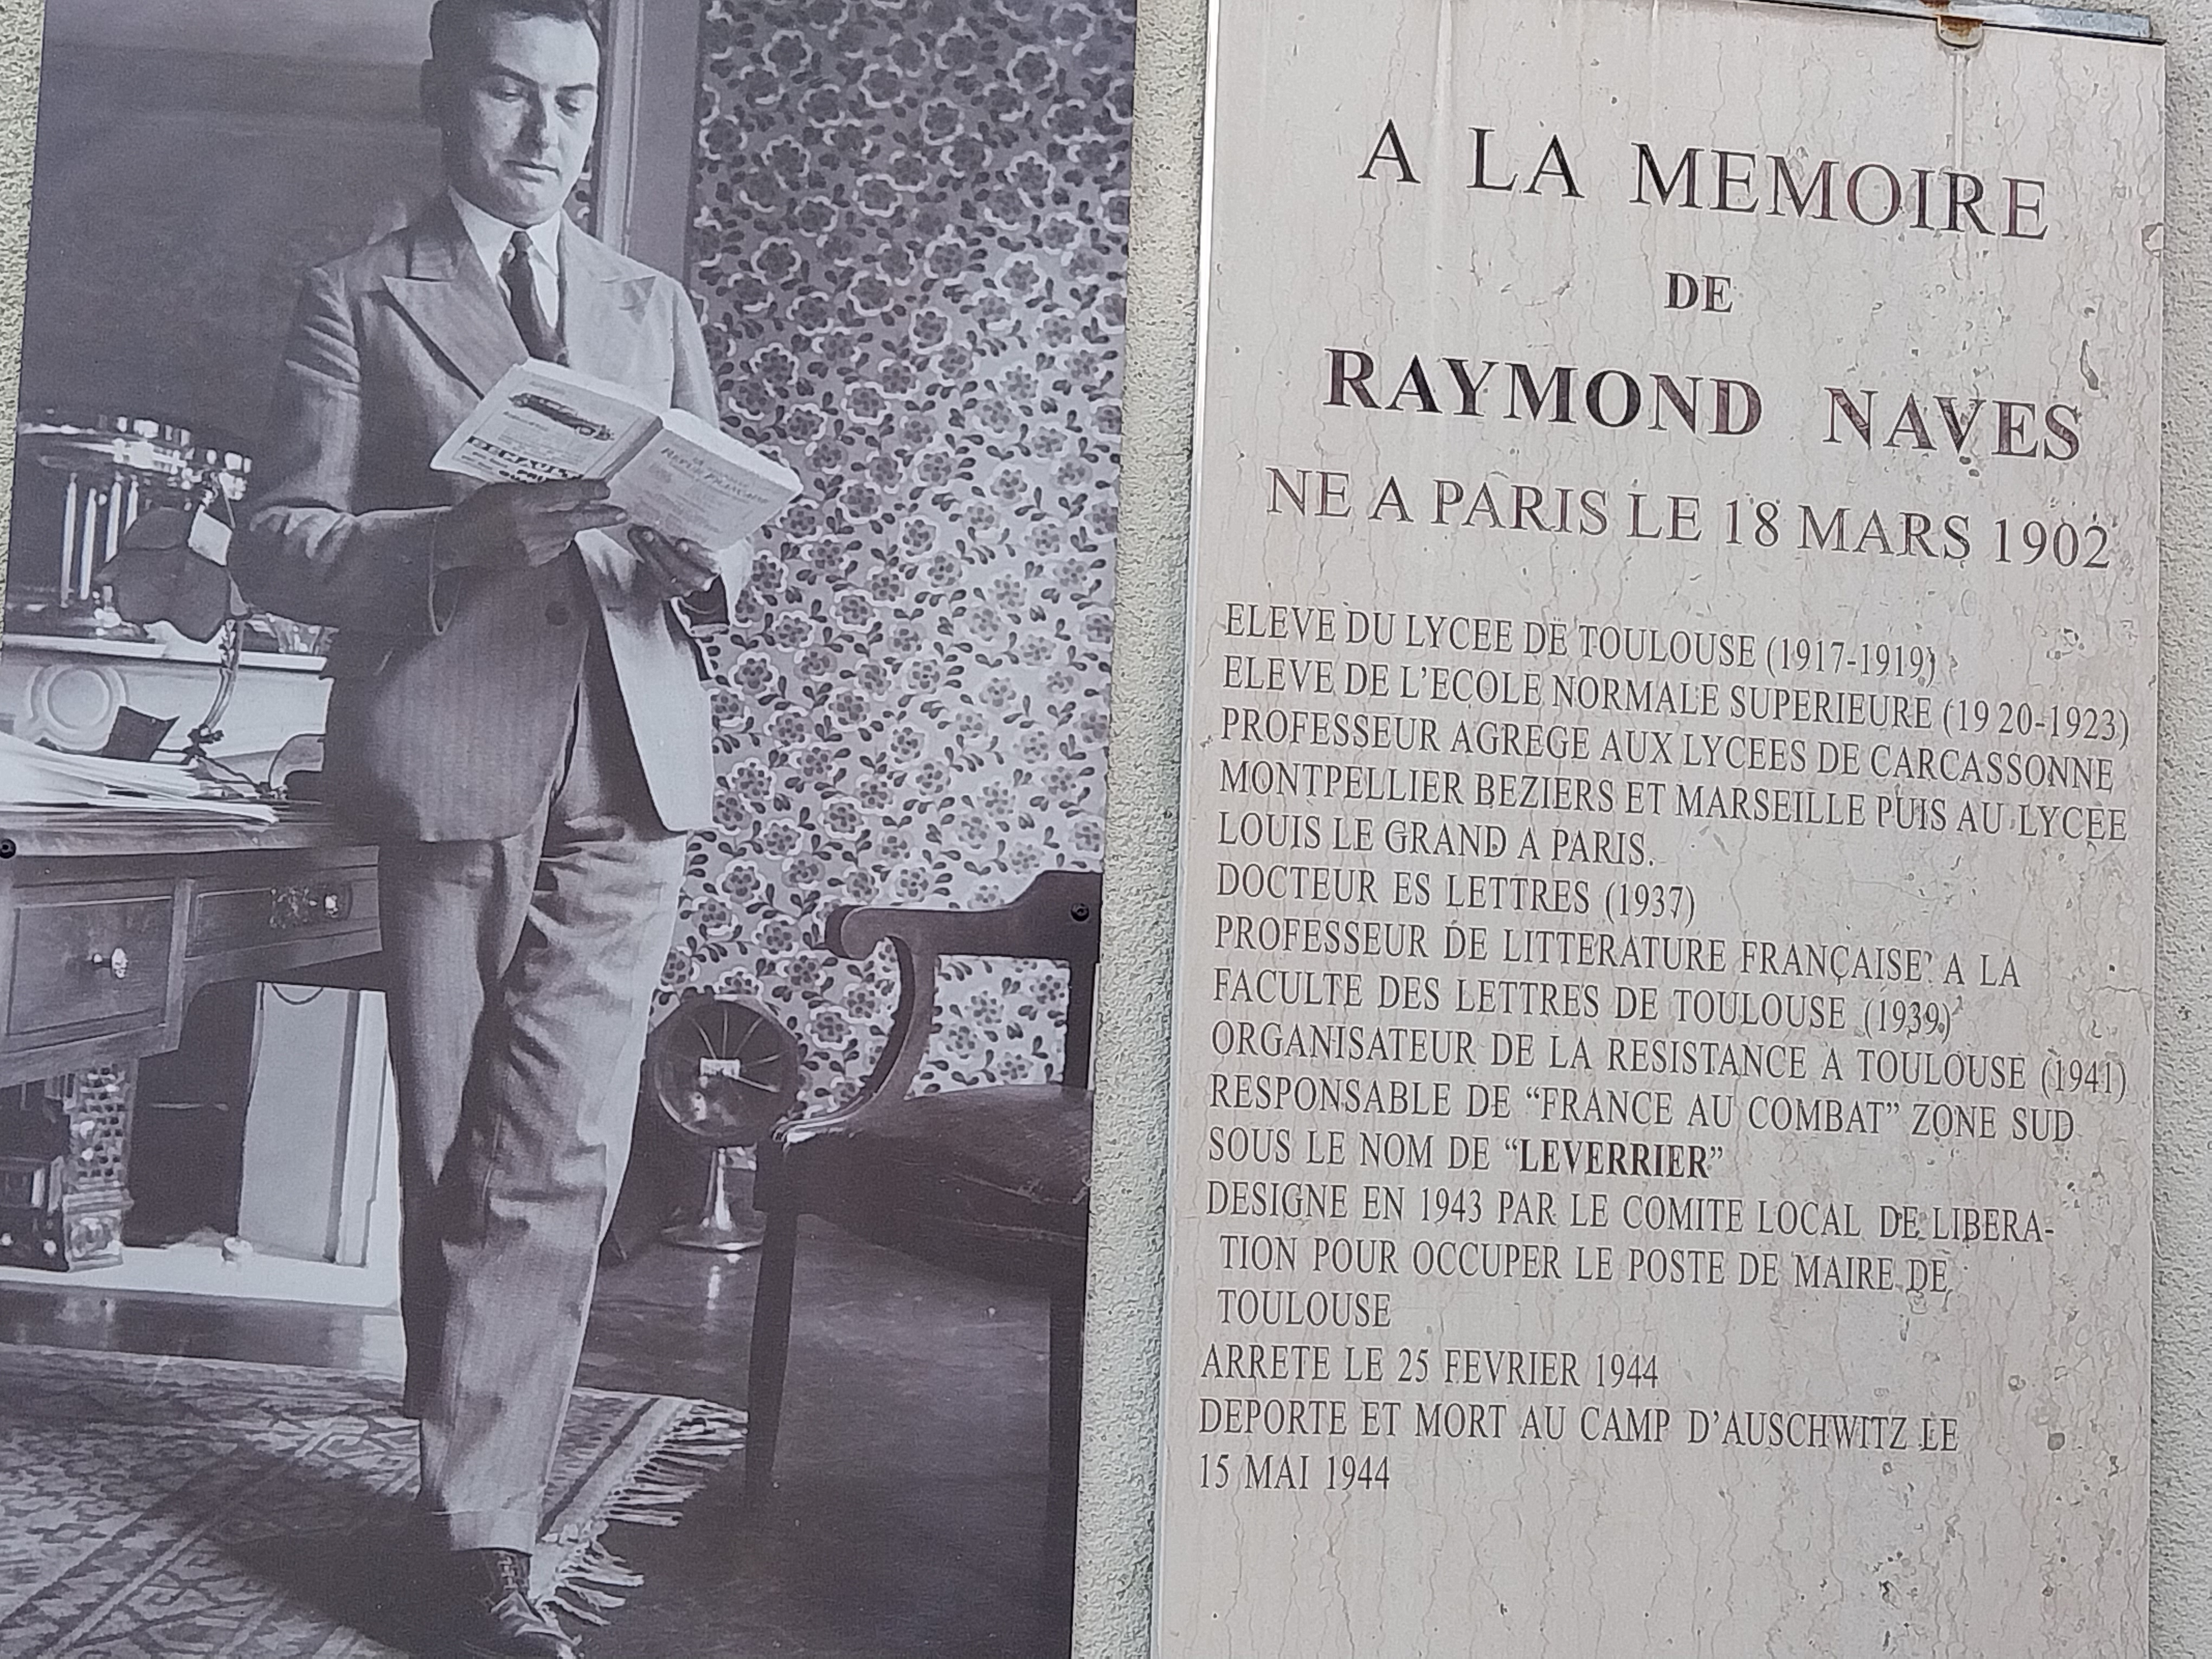 RENAULT
LA
REVUE FRANÇAISE
A LA MEMOIRE
DE
RAYMOND NAVES
NE A PARIS LE 18 MARS 1902
ELEVE DU LYCEE DE TOULOUSE (1917-1919)
ELEVE DE L'ECOLE NORMALE SUPERIEURE (1920-1923)
PROFESSEUR AGREGE AUX LYCEES DE CARCASSONNE
MONTPELLIER BEZIERS ET MARSEILLE PUIS AU LYCEE
LOUIS LE GRAND A PARIS.
DOCTEUR ES LETTRES (1937)
PROFESSEUR DE LITTERATURE FRANÇAISE A LA
FACULTE DES LETTRES DE TOULOUSE (1939)
ORGANISATEUR DE LA RESISTANCE A TOULOUSE (1941)
RESPONSABLE DE “FRANCE AU COMBAT” ZONE SUD
SOUS LE NOM DE “LEVERRIER”
DESIGNE EN 1943 PAR LE COMITE LOCAL DE LIBERA-
TION POUR OCCUPER LE POSTE DE MAIRE DE
TOULOUSE
ARRETE LE 25 FEVRIER 1944
DEPORTE ET MORT AU CAMP D'AUSCHWITZ LE
15 MAI 1944